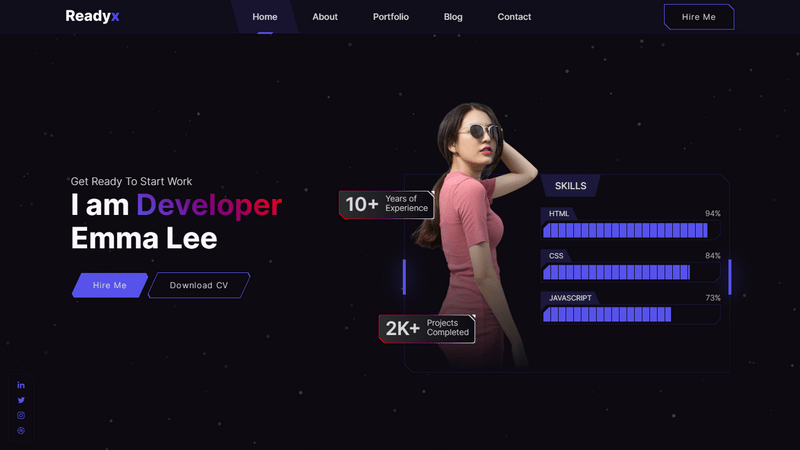 Readyx
Home
About
Portfolio
Blog
Contact
Hire Me
Get Ready To Start Work
I am Developer
Emma Lee
Hire Me
Download CV
10+
Years of
Experience
2K+
Projects
Completed
SKILLS
HTML
94%
CSS
84%
JAVASCRIPT
73%